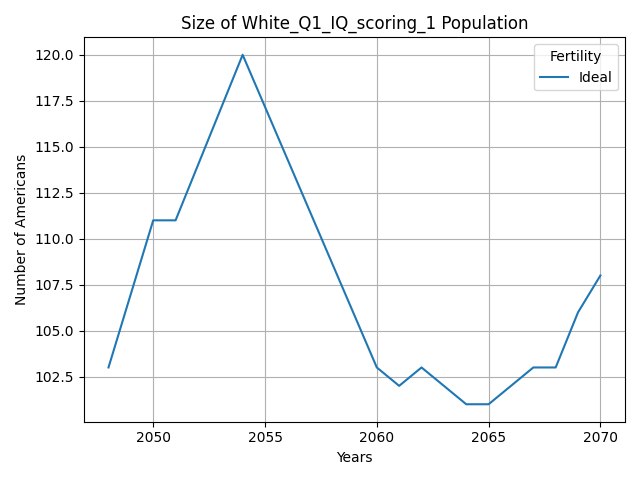 Size of White_Q1_IQ_scoring_1 Population
Fertility
Ideal
Number of Americans
120.0
117.5
115.0
112.5
110.0
107.5
105.0
102.5
2050 2055 2060 2065 2070
Years